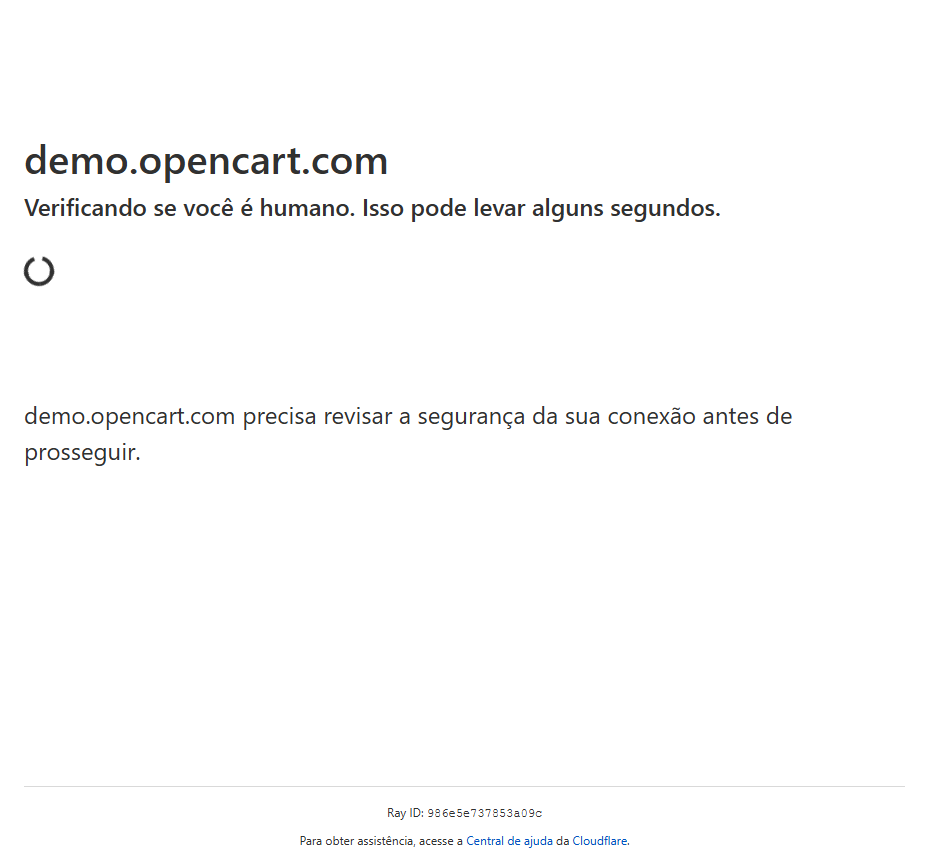 demo.opencart.com
Verificando se você é humano. Isso pode levar alguns segundos.
demo.opencart.com precisa revisar a segurança da sua conexão antes de
prosseguir.
Ray ID: 986e5e737853a09c
Para obter assistência, acesse a Central de ajuda da Cloudflare.